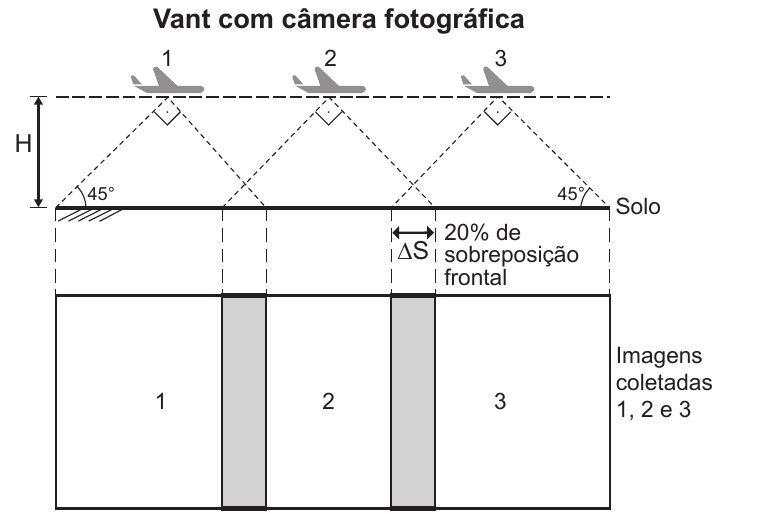 Vant com câmera fotográfica
1
2
3
H
45°
45°
Solo
ΔS
20% de
sobreposição
frontal
1
2
3
Imagens
coletadas
1, 2 e 3